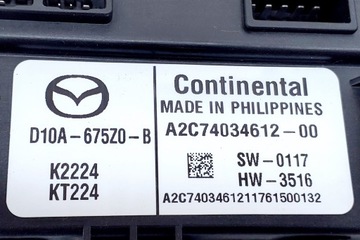 D10A-675Z0-B
K2224
KT224
Continental
MADE IN PHILIPPINES
A2C74034612-00
SW-0117
HW-3516
A2C7403461211761500132